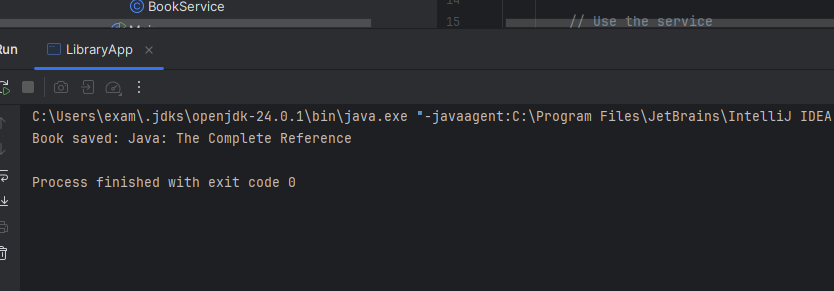 BookService
15 // Use the service
Run LibraryApp
C:\Users\exam\.jdks\openjdk-24.0.1\bin\java.exe "-javaagent:C:\Program Files\JetBrains\IntelliJ IDEA
Book saved: Java: The Complete Reference
Process finished with exit code 0